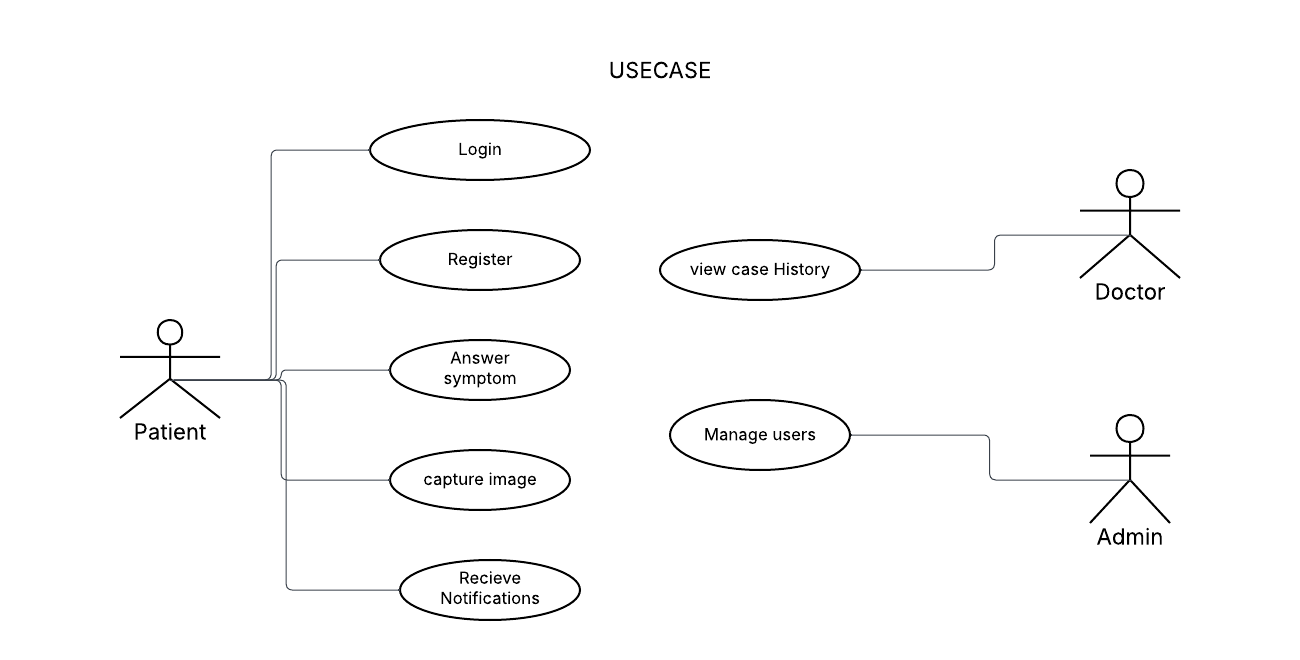 USECASE
Login
Register
Answer
symptom
capture image
Recieve
Notifications
Patient
view case History
Manage users
Doctor
Admin